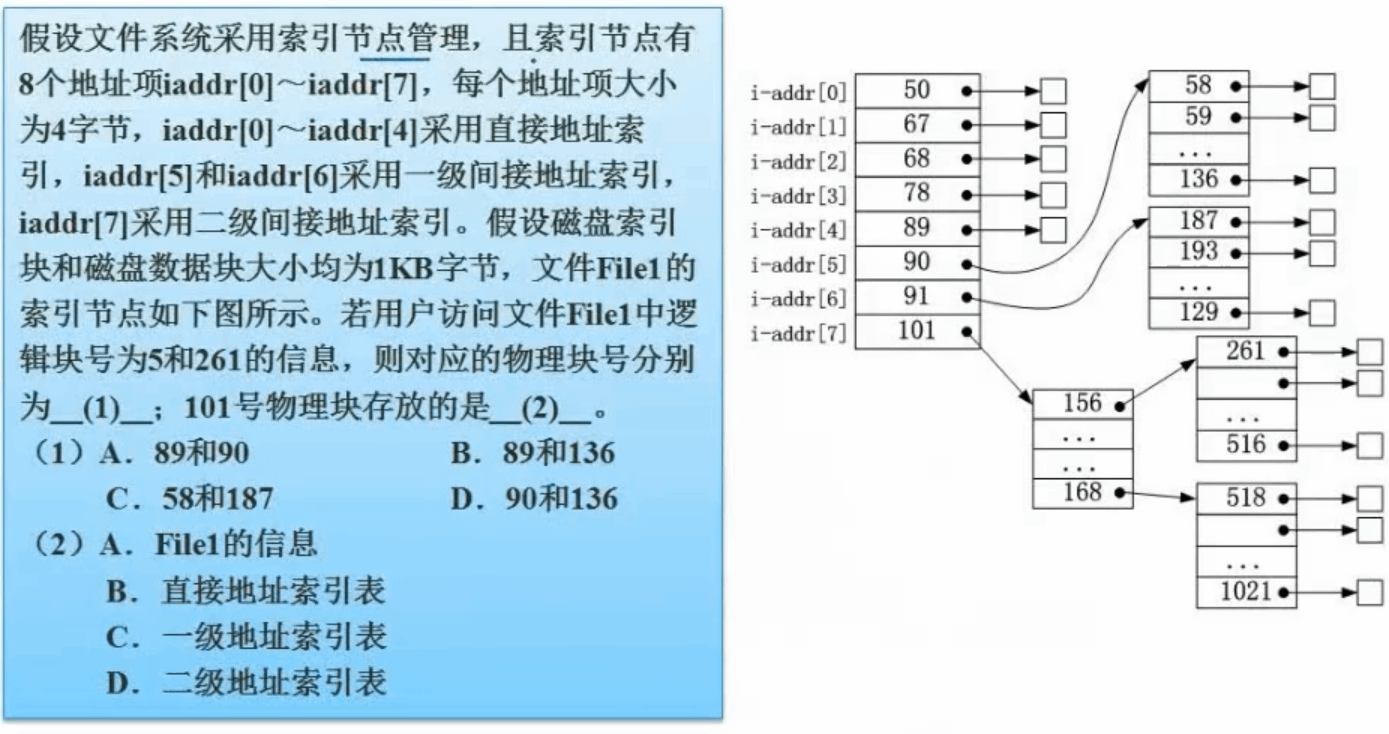 假设文件系统采用索引节点管理，且索引节点有
8个地址项iaddr[0]～iaddr[7]，每个地址项大小
为4字节，iaddr[0]～iaddr[4]采用直接地址索
引，iaddr[5]和iaddr[6]采用一级间接地址索引，
iaddr[7]采用二级间接地址索引。假设磁盘索引
块和磁盘数据块大小均为1KB字节，文件File1的
索引节点如下图所示。若用户访问文件File1中逻
辑块号为5和261的信息，则对应的物理块号分别
为__(1)__；101号物理块存放的是__(2)__。
（1）A．89和90 B．89和136
C．58和187 D．90和136
（2）A．File1的信息
B．直接地址索引表
C．一级地址索引表
D．二级地址索引表
i-addr[0] 50
i-addr[1] 67
i-addr[2] 68
i-addr[3] 78
i-addr[4] 89
i-addr[5] 90
i-addr[6] 91
i-addr[7] 101
58
59
...
136
187
193
...
129
156
...
...
168
261
...
516
518
...
1021